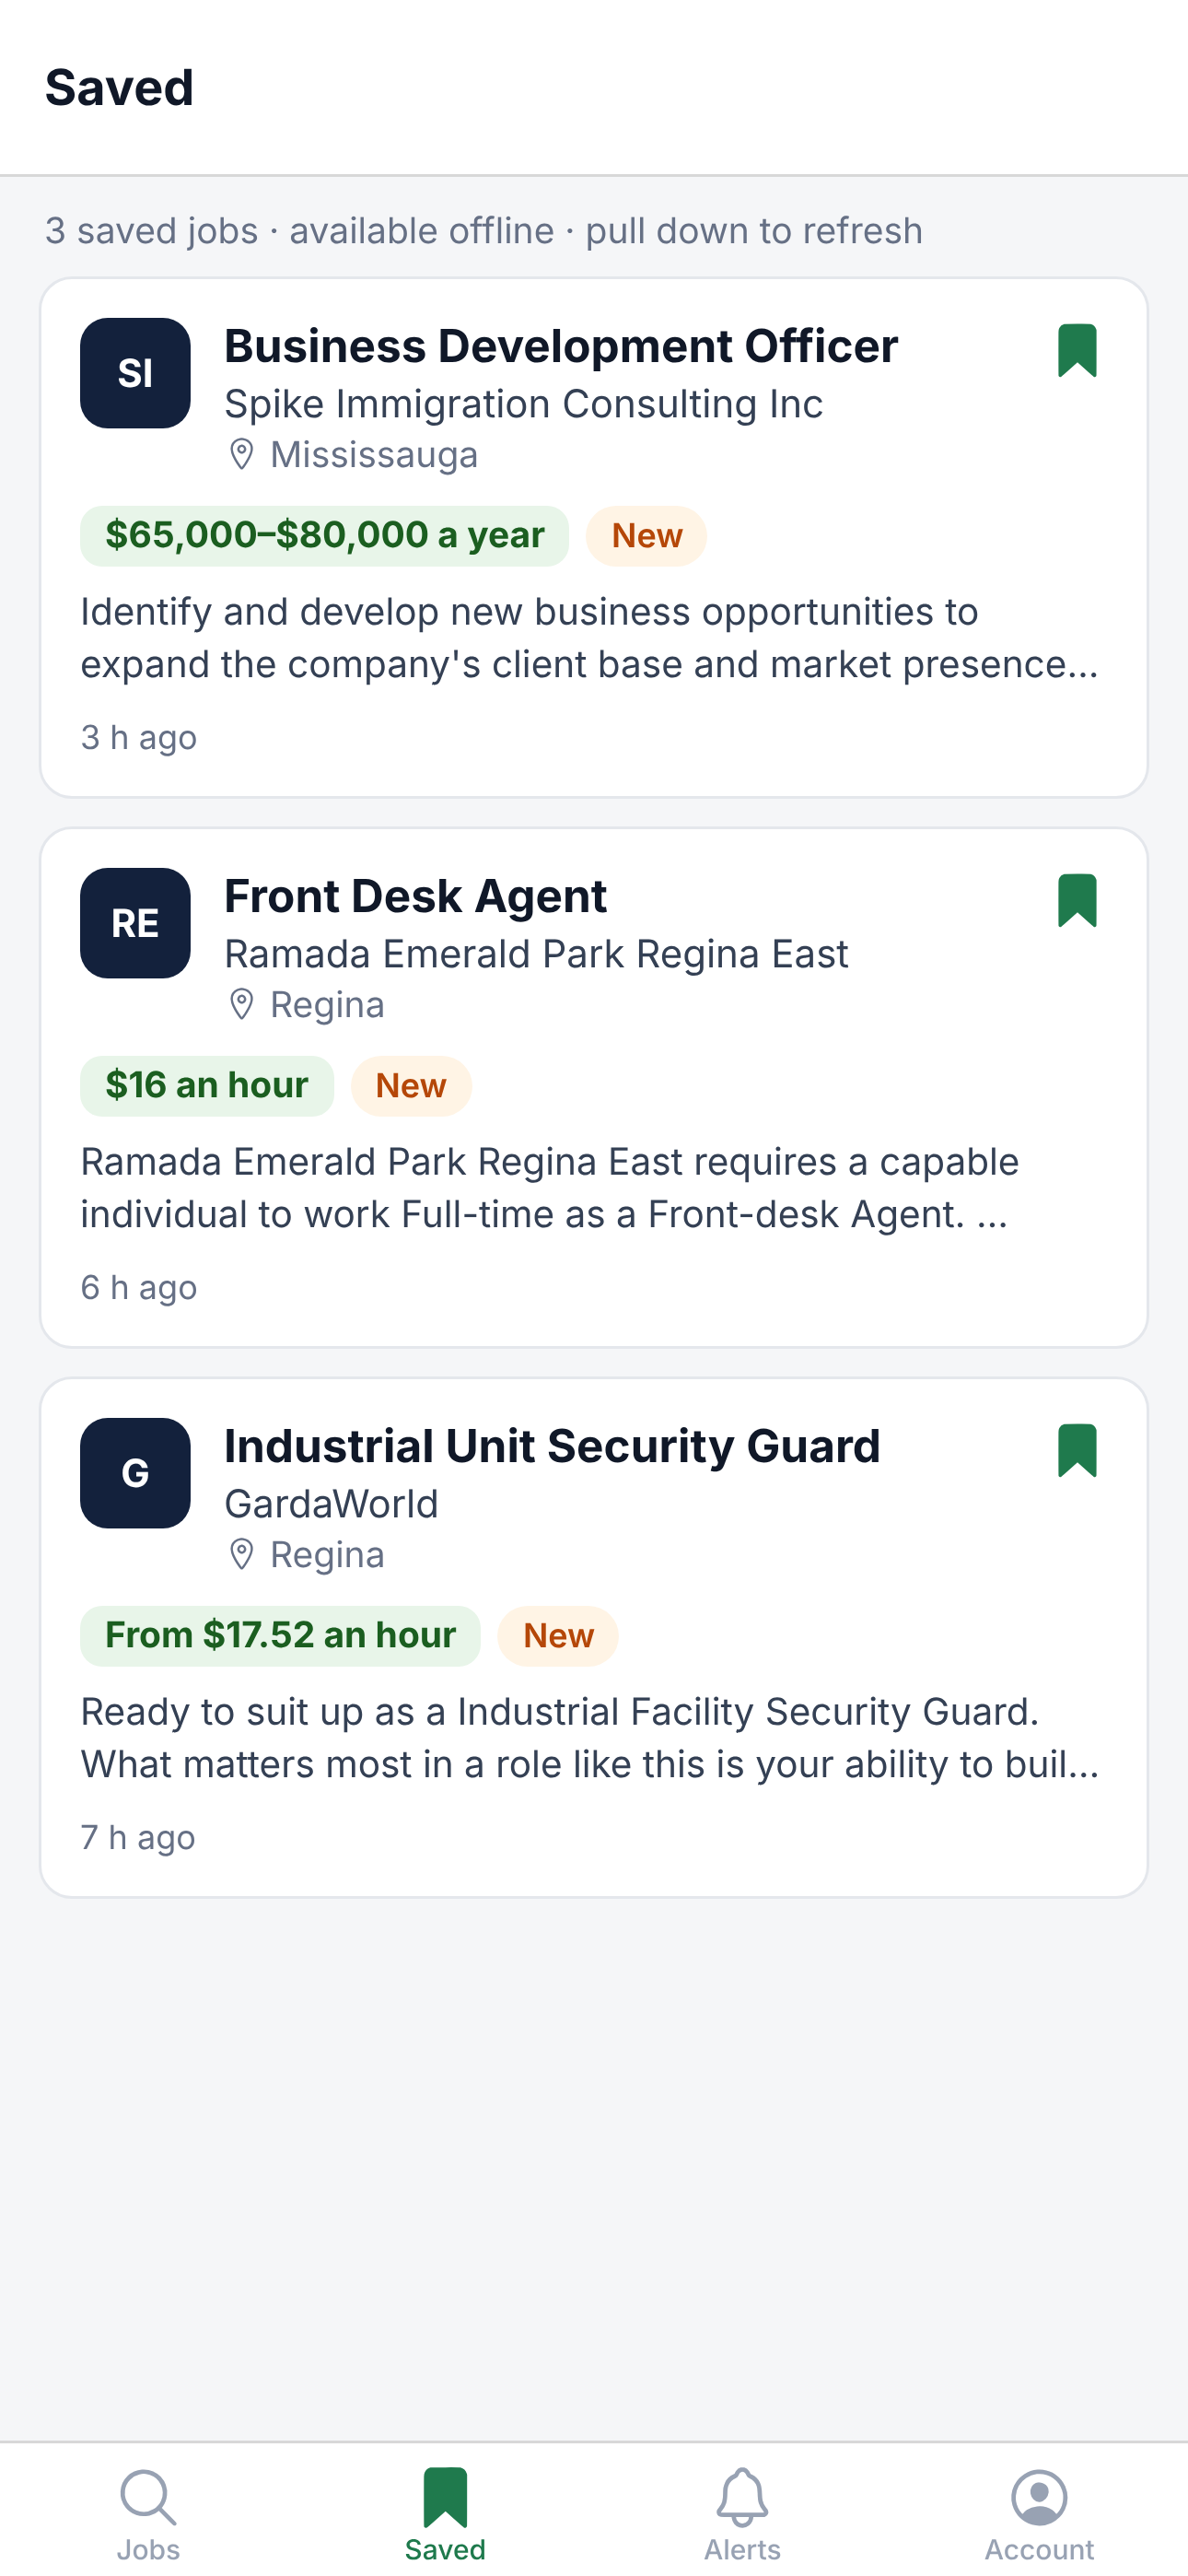 Saved
3 saved jobs · available offline · pull down to refresh
SI
Business Development Officer
Spike Immigration Consulting Inc
Mississauga
$65,000–$80,000 a year
New
Identify and develop new business opportunities to
expand the company's client base and market presence...
3 h ago
RE
Front Desk Agent
Ramada Emerald Park Regina East
Regina
$16 an hour
New
Ramada Emerald Park Regina East requires a capable
individual to work Full-time as a Front-desk Agent. ...
6 h ago
G
Industrial Unit Security Guard
GardaWorld
Regina
From $17.52 an hour
New
Ready to suit up as a Industrial Facility Security Guard.
What matters most in a role like this is your ability to buil...
7 h ago
Jobs
Saved
Alerts
Account